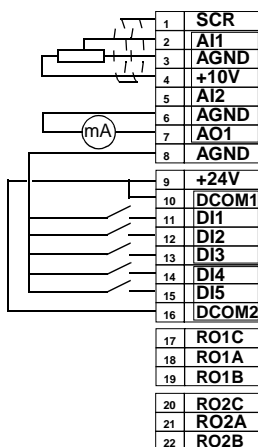 1 SCR
2 AI1
3 AGND
4 +10V
5 AI2
6 AGND
mA 7 AO1
8 AGND
9 +24V
10 DCOM1
11 DI1
12 DI2
13 DI3
14 DI4
15 DI5
16 DCOM2
17 RO1C
18 RO1A
19 RO1B
20 RO2C
21 RO2A
22 RO2B